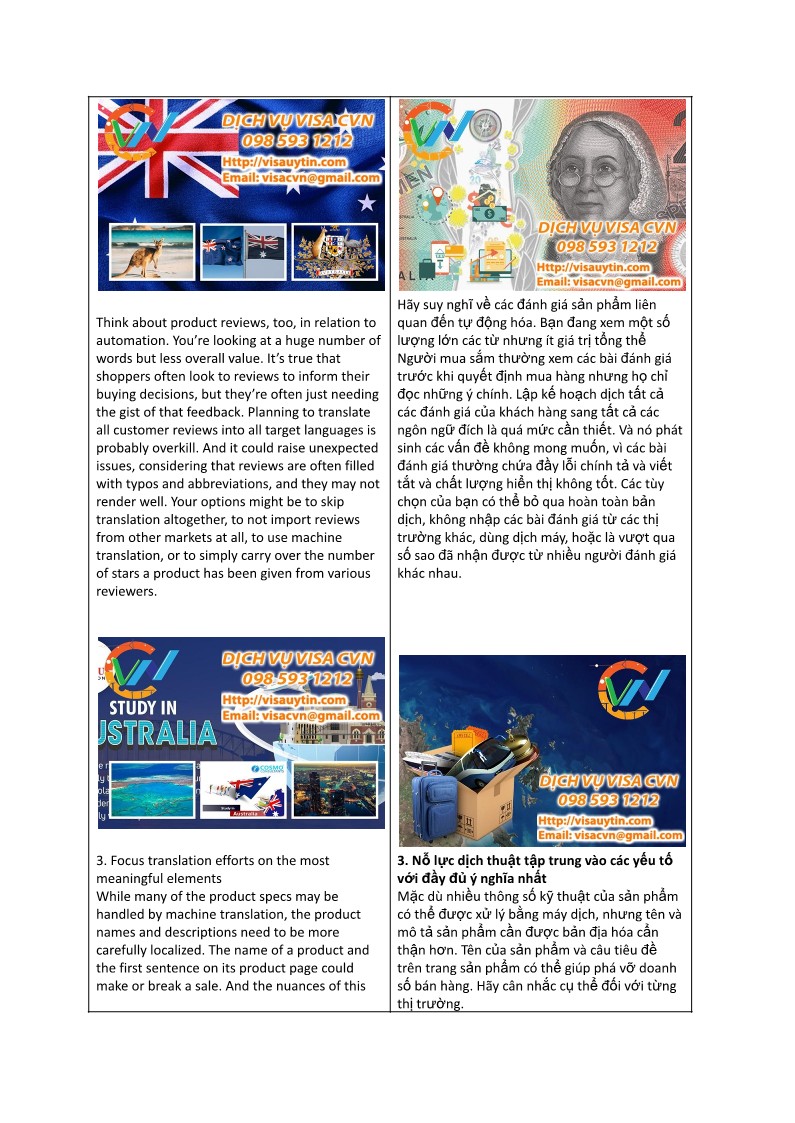 DỊCH VỤ VISA CVN
098 593 1212
Http://visauytin.com
Email: visacvn@gmail.com
AUSTRALIA
Think about product reviews, too, in relation to
automation. You’re looking at a huge number of
words but less overall value. It’s true that
shoppers often look to reviews to inform their
buying decisions, but they’re often just needing
the gist of that feedback. Planning to translate
all customer reviews into all target languages is
probably overkill. And it could raise unexpected
issues, considering that reviews are often filled
with typos and abbreviations, and they may not
render well. Your options might be to skip
translation altogether, to not import reviews
from other markets at all, to use machine
translation, or to simply carry over the number
of stars a product has been given from various
reviewers.
STUDY IN
USTRALIA
DỊCH VỤ VISA CVN
098 593 1212
Http://visauytin.com
Email: visacvn@gmail.com
COSMO
Study in
Australia
3. Focus translation efforts on the most
meaningful elements
While many of the product specs may be
handled by machine translation, the product
names and descriptions need to be more
carefully localized. The name of a product and
the first sentence on its product page could
make or break a sale. And the nuances of this
DỊCH VỤ VISA CVN
098 593 1212
Http://visauytin.com
Email: visacvn@gmail.com
Hãy suy nghĩ về các đánh giá sản phẩm liên
quan đến tự động hóa. Bạn đang xem một số
lượng lớn các từ nhưng ít giá trị tổng thể
Người mua sắm thường xem các bài đánh giá
trước khi quyết định mua hàng nhưng họ chỉ
đọc những ý chính. Lập kế hoạch dịch tất cả
các đánh giá của khách hàng sang tất cả các
ngôn ngữ đích là quá mức cần thiết. Và nó phát
sinh các vấn đề không mong muốn, vì các bài
đánh giá thường chứa đầy lỗi chính tả và viết
tắt và chất lượng hiển thị không tốt. Các tùy
chọn của bạn có thể bỏ qua hoàn toàn bản
dịch, không nhập các bài đánh giá từ các thị
trường khác, dùng dịch máy, hoặc là vượt qua
số sao đã nhận được từ nhiều người đánh giá
khác nhau.
DỊCH VỤ VISA CVN
098 593 1212
Http://visauytin.com
Email: visacvn@gmail.com
3. Nỗ lực dịch thuật tập trung vào các yếu tố
với đầy đủ ý nghĩa nhất
Mặc dù nhiều thông số kỹ thuật của sản phẩm
có thể được xử lý bằng máy dịch, nhưng tên và
mô tả sản phẩm cần được bản địa hóa cẩn
thận hơn. Tên của sản phẩm và câu tiêu đề
trên trang sản phẩm có thể giúp phá vỡ doanh
số bán hàng. Hãy cân nhắc cụ thể đối với từng
thị trường.